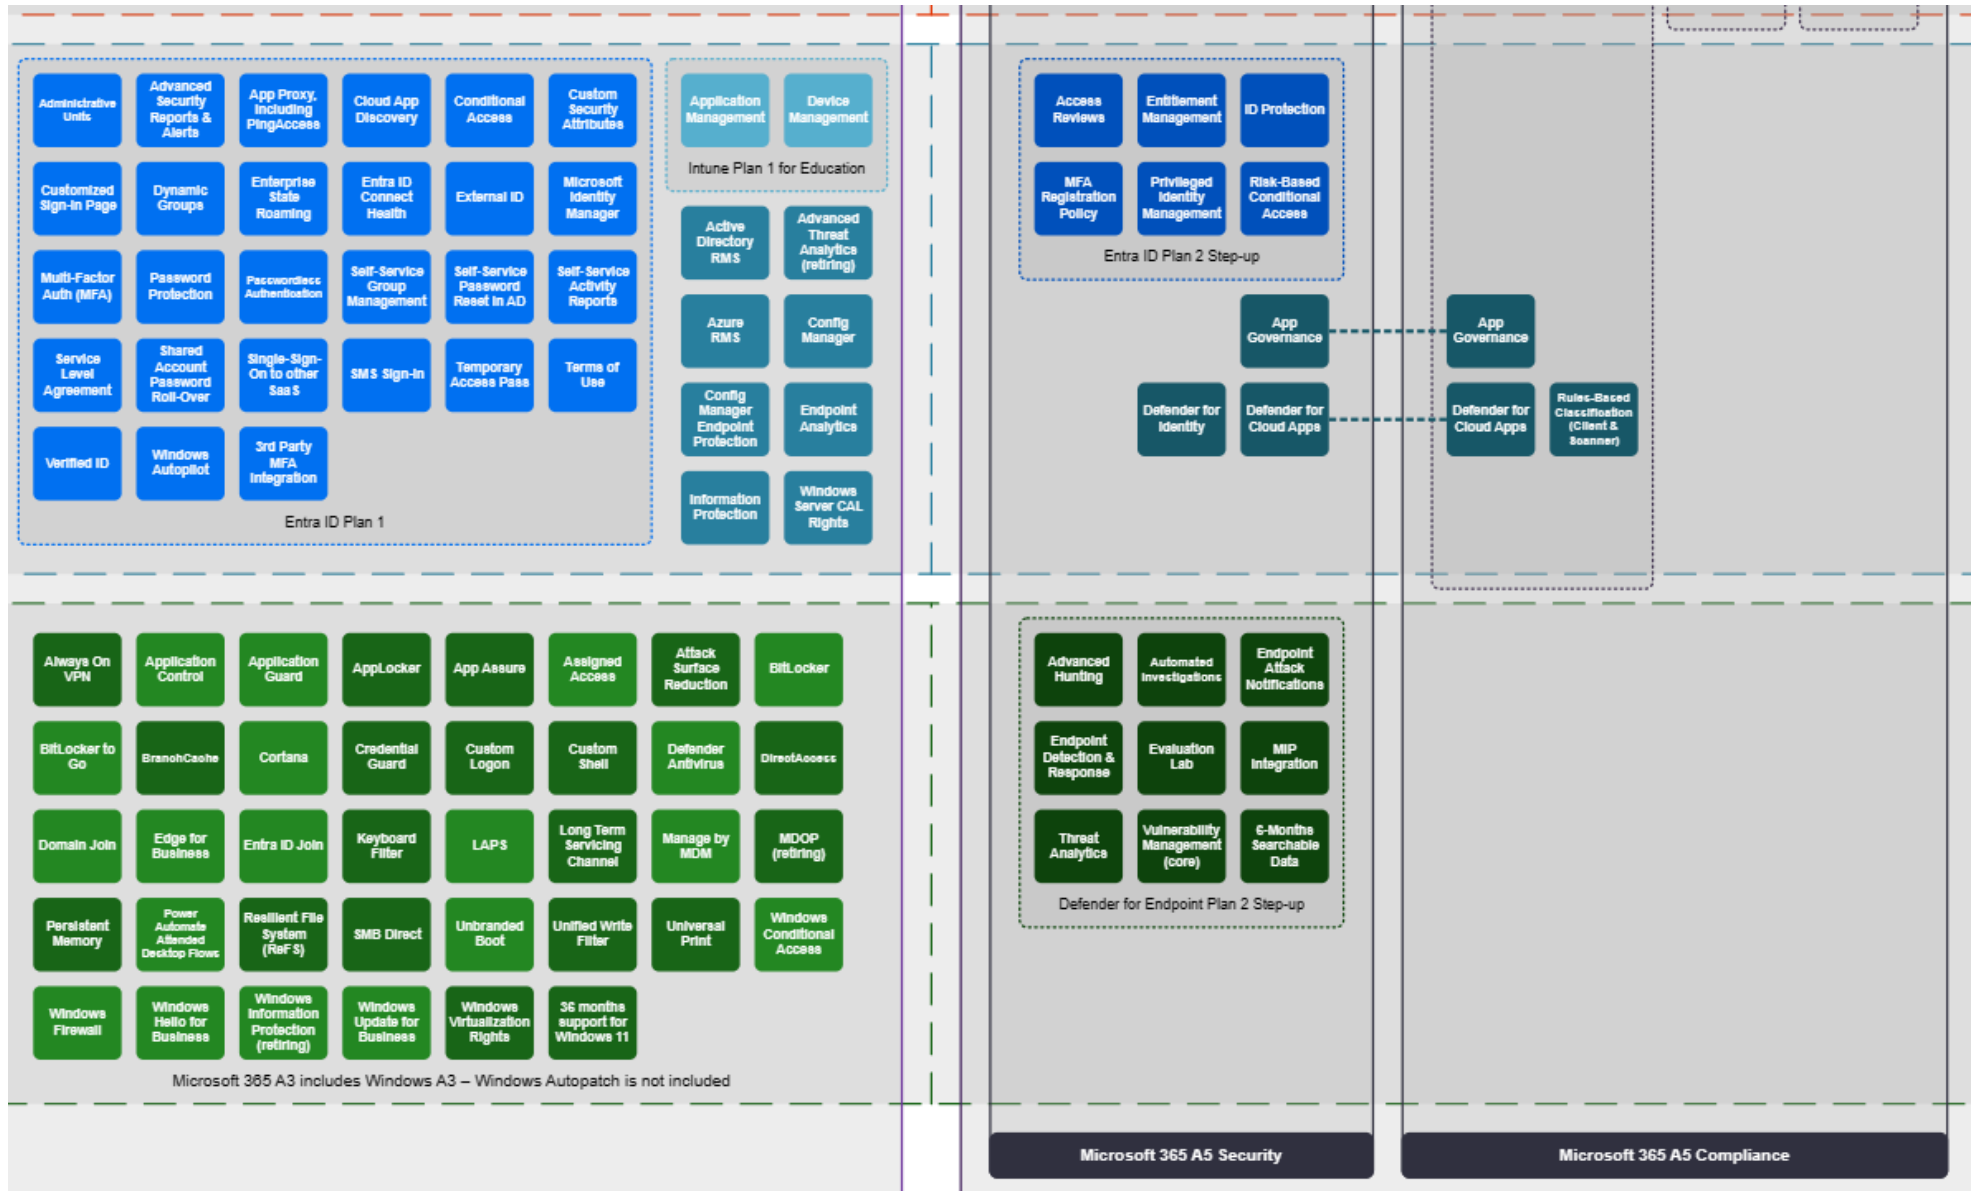 Administrative
Units
Advanced
Security
Reports &
Alerts
App Proxy,
Including
PingAccess
Cloud App
Discovery
Conditional
Access
Custom
Security
Attributes
Customized
Sign-In Page
Dynamic
Groups
Enterprise
State
Roaming
Entra ID
Connect
Health
External ID
Microsoft
Identity
Manager
Multi-Factor
Auth (MFA)
Password
Protection
Passwordless
Authentication
Self-Service
Group
Management
Self-Service
Password
Reset in AD
Self-Service
Activity
Reports
Service
Level
Agreement
Shared
Account
Password
Roll-Over
Single-Sign-
On to other
SaaS
SMS Sign-In
Temporary
Access Pass
Terms of
Use
Verified ID
Windows
Autopilot
3rd Party
MFA
Integration
Entra ID Plan 1
Application
Management
Device
Management
Intune Plan 1 for Education
Active
Directory
RMS
Advanced
Threat
Analytics
(retiring)
Azure
RMS
Config
Manager
Config
Manager
Endpoint
Protection
Endpoint
Analytics
Information
Protection
Windows
Server CAL
Rights
Access
Reviews
Entitlement
Management
ID Protection
MFA
Registration
Policy
Privileged
Identity
Management
Risk-Based
Conditional
Access
Entra ID Plan 2 Step-up
App
Governance
App
Governance
Defender for
Identity
Defender for
Cloud Apps
Defender for
Cloud Apps
Rules-Based
Classification
(Client &
Scanner)
Always On
VPN
Application
Control
Application
Guard
AppLocker
App Assure
Assigned
Access
Attack
Surface
Reduction
BitLocker
BitLocker to
Go
BranchCache
Cortana
Credential
Guard
Custom
Logon
Custom
Shell
Defender
Antivirus
DirectAccess
Domain Join
Edge for
Business
Entra ID Join
Keyboard
Filter
LAPS
Long Term
Servicing
Channel
Manage by
MDM
MDOP
(retiring)
Persistent
Memory
Power
Automate
Attended
Desktop Flows
Resilient File
System
(ReFS)
SMB Direct
Unbranded
Boot
Unified Write
Filter
Universal
Print
Windows
Conditional
Access
Windows
Firewall
Windows
Hello for
Business
Windows
Information
Protection
(retiring)
Windows
Update for
Business
Windows
Virtualization
Rights
36 months
support for
Windows 11
Microsoft 365 A3 includes Windows A3 – Windows Autopatch is not included
Advanced
Hunting
Automated
Investigations
Endpoint
Attack
Notifications
Endpoint
Detection &
Response
Evaluation
Lab
MIP
Integration
Threat
Analytics
Vulnerability
Management
(core)
6-Months
Searchable
Data
Defender for Endpoint Plan 2 Step-up
Microsoft 365 A5 Security
Microsoft 365 A5 Compliance